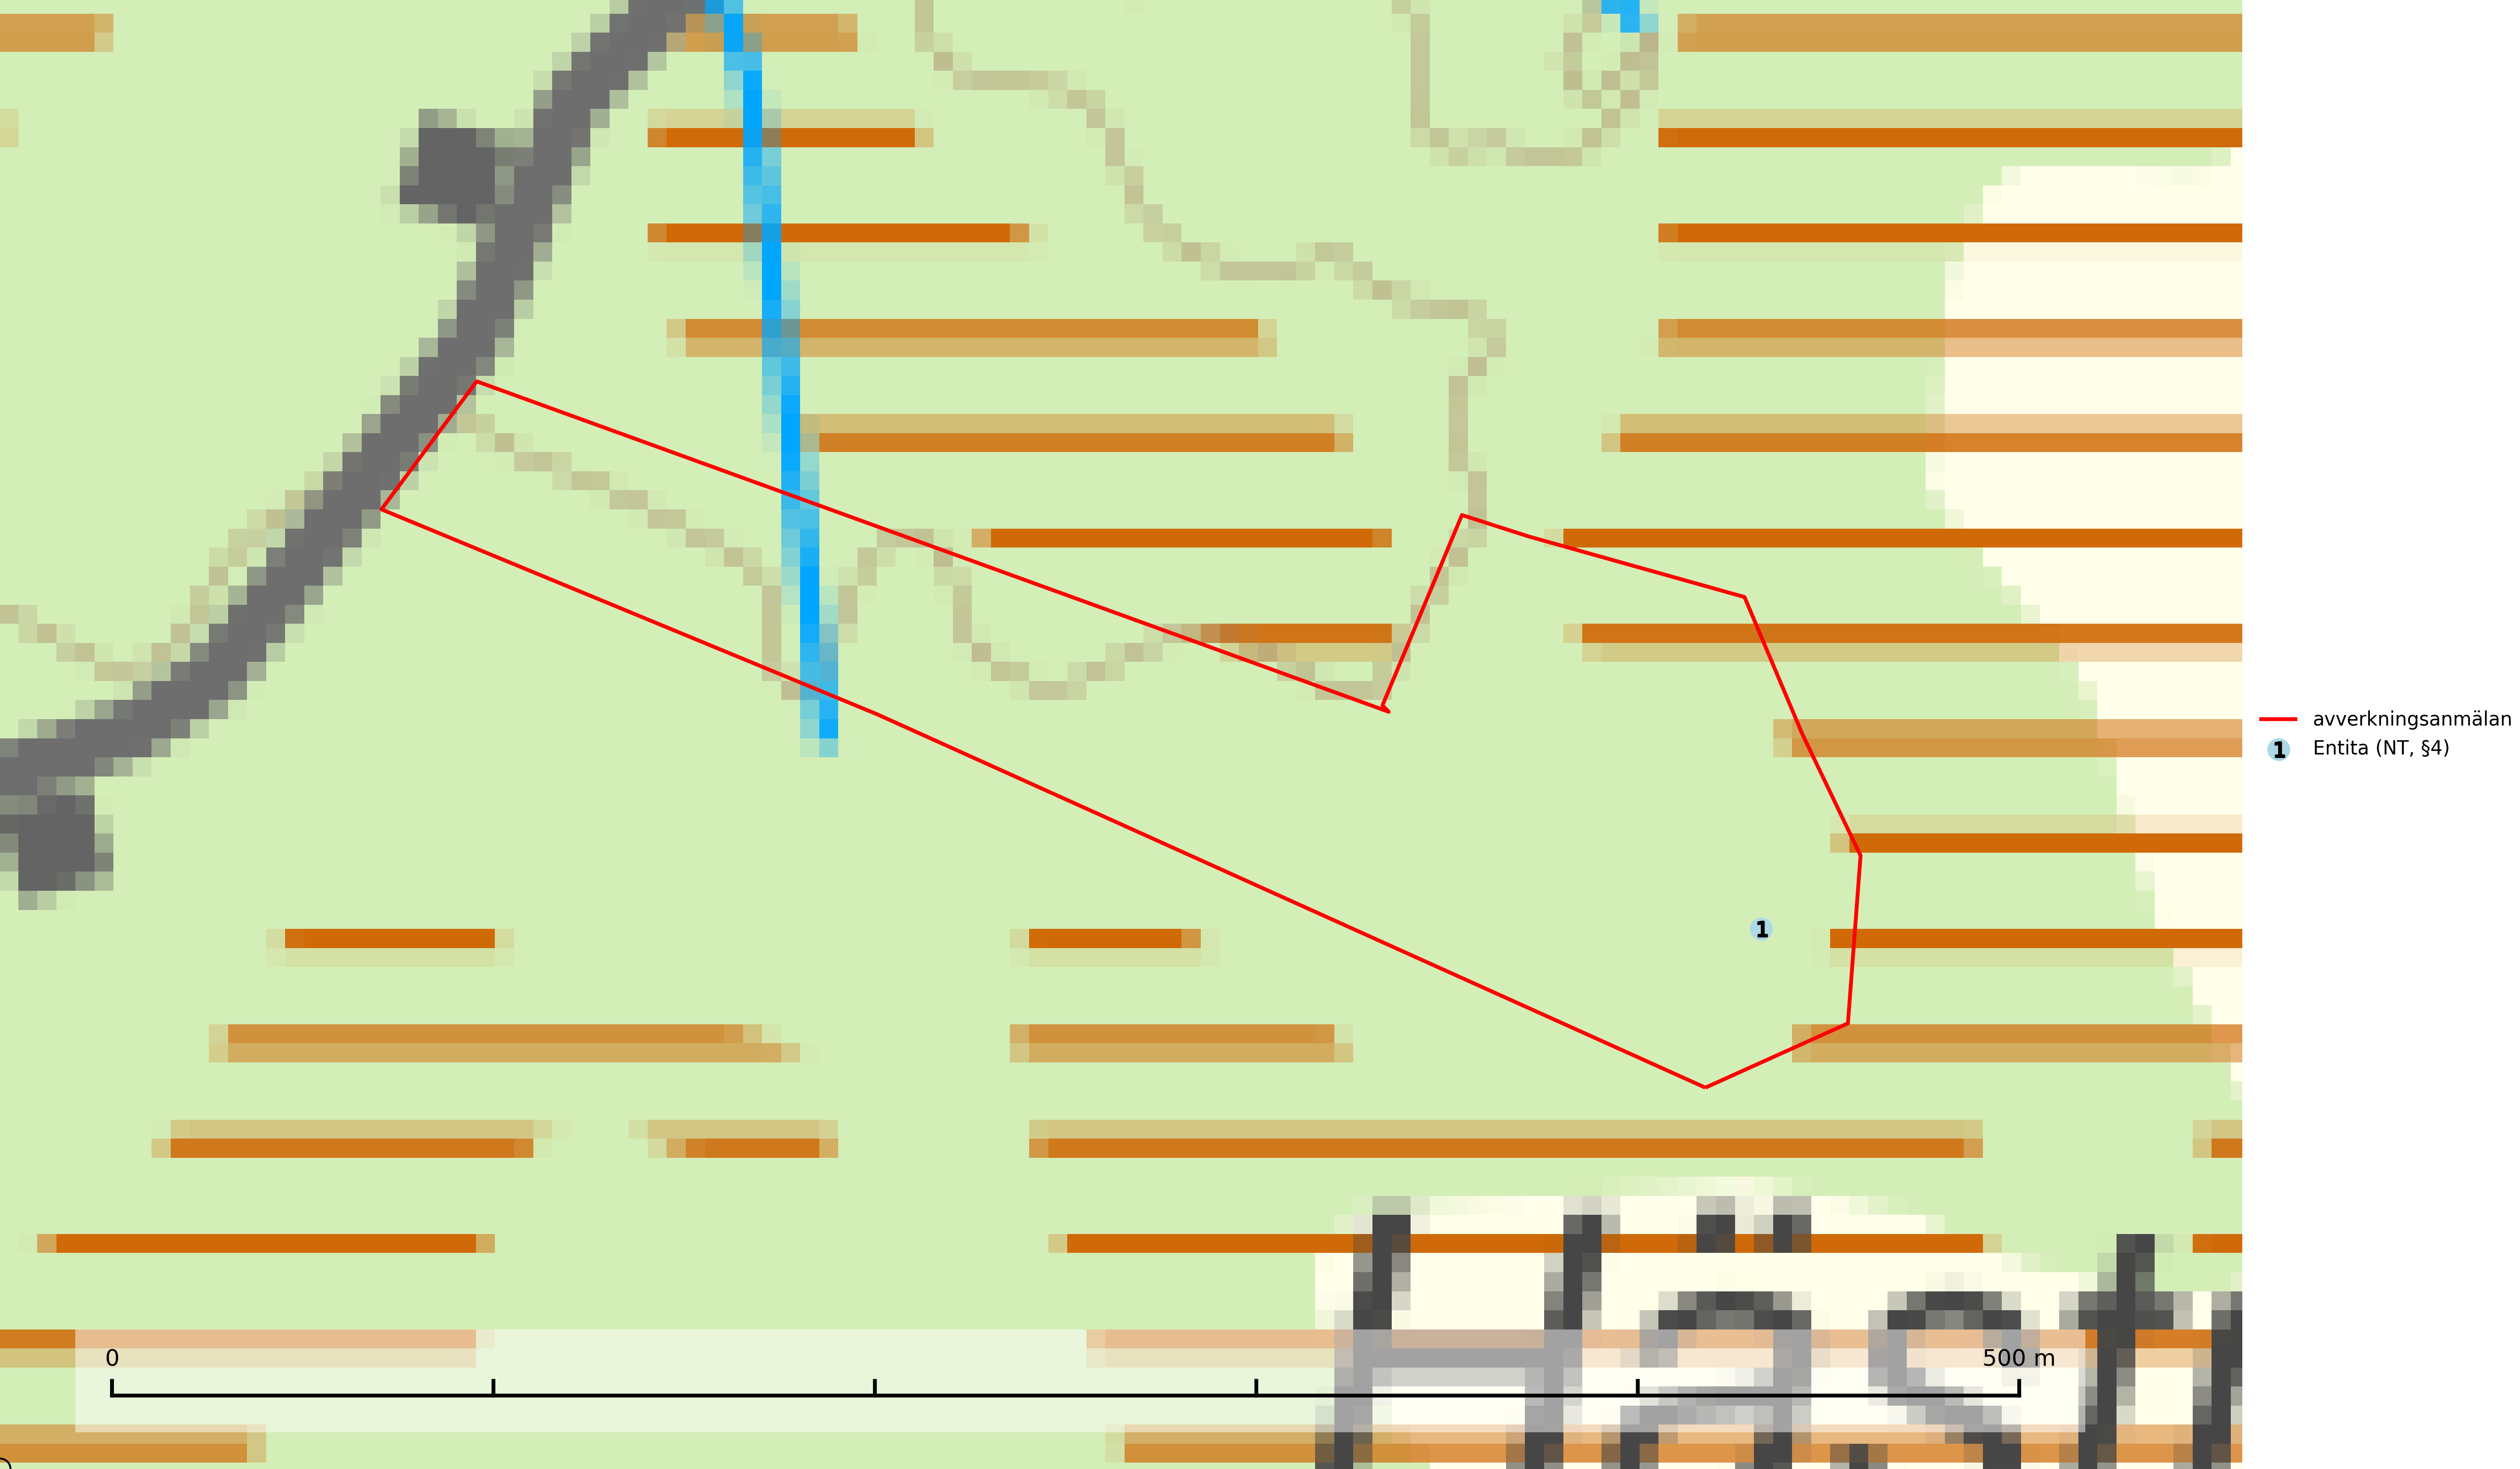 avverkningsanmälan
1 Entita (NT, §4)
1
0 500 m